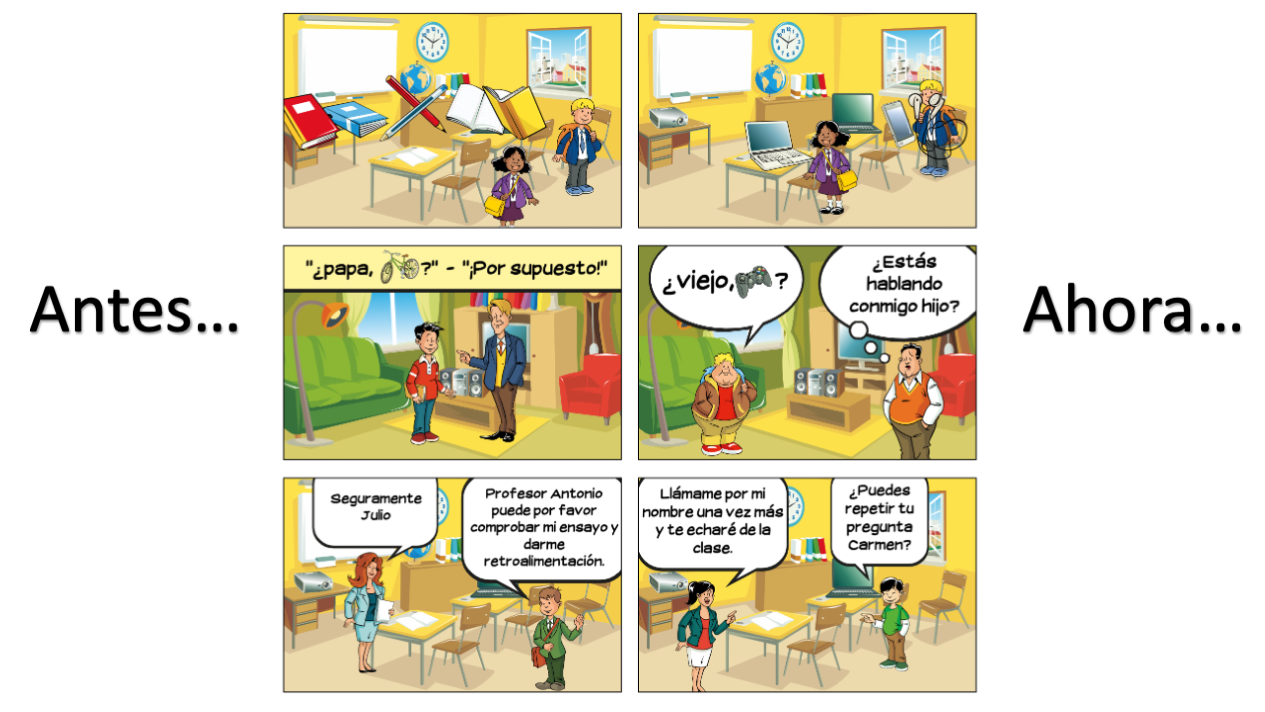 Antes...
Ahora...
"¿papa, ?" - "¡Por supuesto!"
¿viejo, ?
¿Estás
hablando
conmigo hijo?
Seguramente
Julio
Profesor Antonio
puede por favor
comprobar mi ensayo y
darme
retroalimentación.
Llámame por mi
nombre una vez más
y te echaré de la
clase.
¿Puedes
repetir tu
pregunta
Carmen?